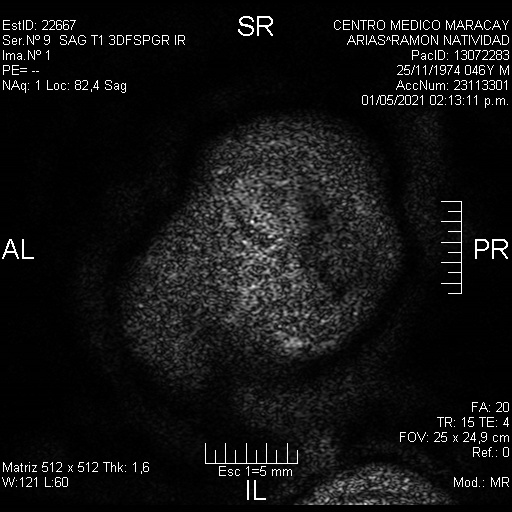 EstID: 22667
Ser.Nº 9 SAG T1 3DFSPGR IR
Ima.Nº 1
PE= --
NAq: 1 Loc: 82,4 Sag
SR
CENTRO MEDICO MARACAY
ARIAS^RAMON NATIVIDAD
PacID: 13072283
25/11/1974 046Y M
AccNum: 23113301
01/05/2021 02:13:11 p.m.
AL
PR
FA: 20
TR: 15 TE: 4
FOV: 25 x 24,9 cm
Ref.: 0
Matriz 512 x 512 Thk: 1,6
W:121 L:60
Esc 1=5 mm
IL
Mod.: MR